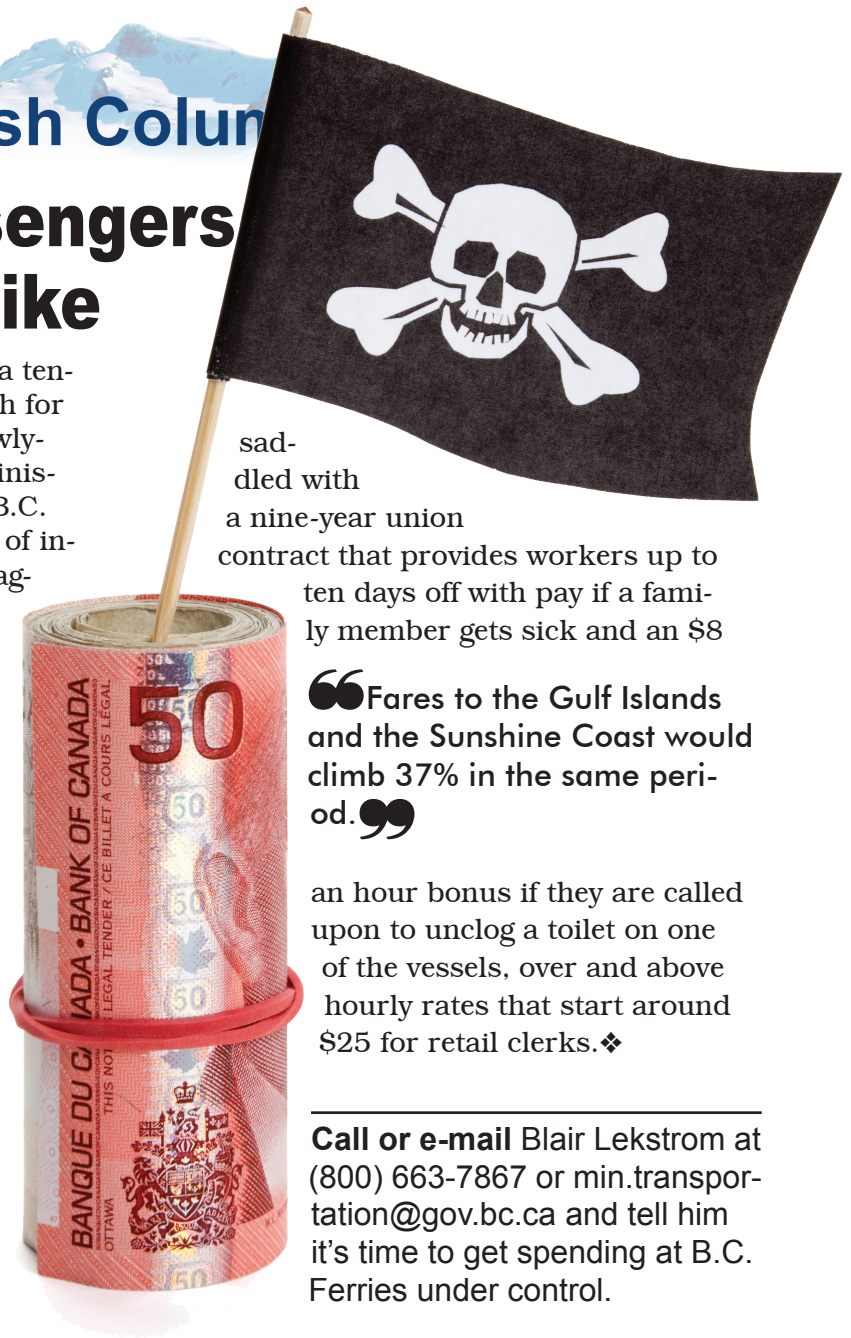 sh Colum
sengers
ike
a ten-
h for
wly-
inis-
B.C.
of in-
ag-
sad-
dled with
a nine-year union
contract that provides workers up to
ten days off with pay if a fami-
ly member gets sick and an $8
❝Fares to the Gulf Islands
and the Sunshine Coast would
climb 37% in the same peri-
od.❞
an hour bonus if they are called
upon to unclog a toilet on one
of the vessels, over and above
hourly rates that start around
$25 for retail clerks.❖
Call or e-mail Blair Lekstrom at
(800) 663-7867 or min.transpor-
tation@gov.bc.ca and tell him
it's time to get spending at B.C.
Ferries under control.
50
50
50
50
50
50
BANQUE DU CANADA • BANK OF CANADA
THIS NOT LEGAL TENDER / CE BILLET A COURS LÉGAL
OTTAWA